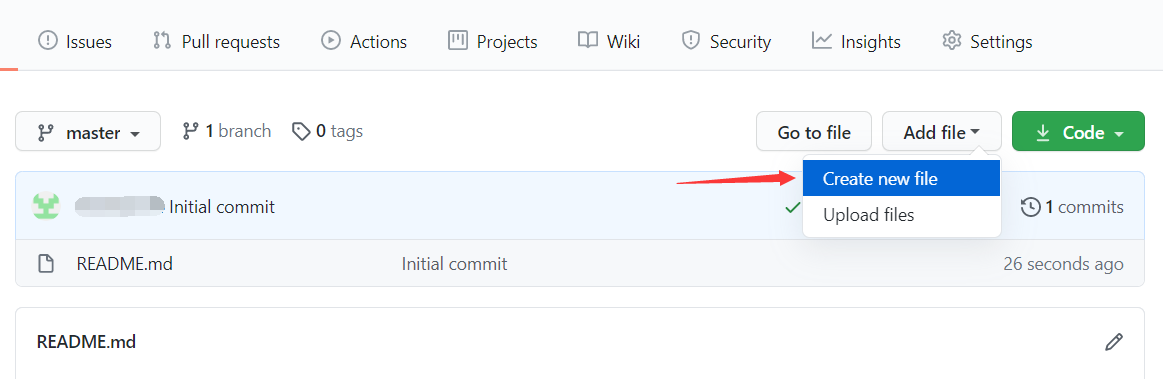 Issues Pull requests Actions Projects Wiki Security Insights Settings
master 1 branch 0 tags Go to file Add file Code
Create new file
Initial commit 1 commits
Upload files
README.md Initial commit 26 seconds ago
README.md